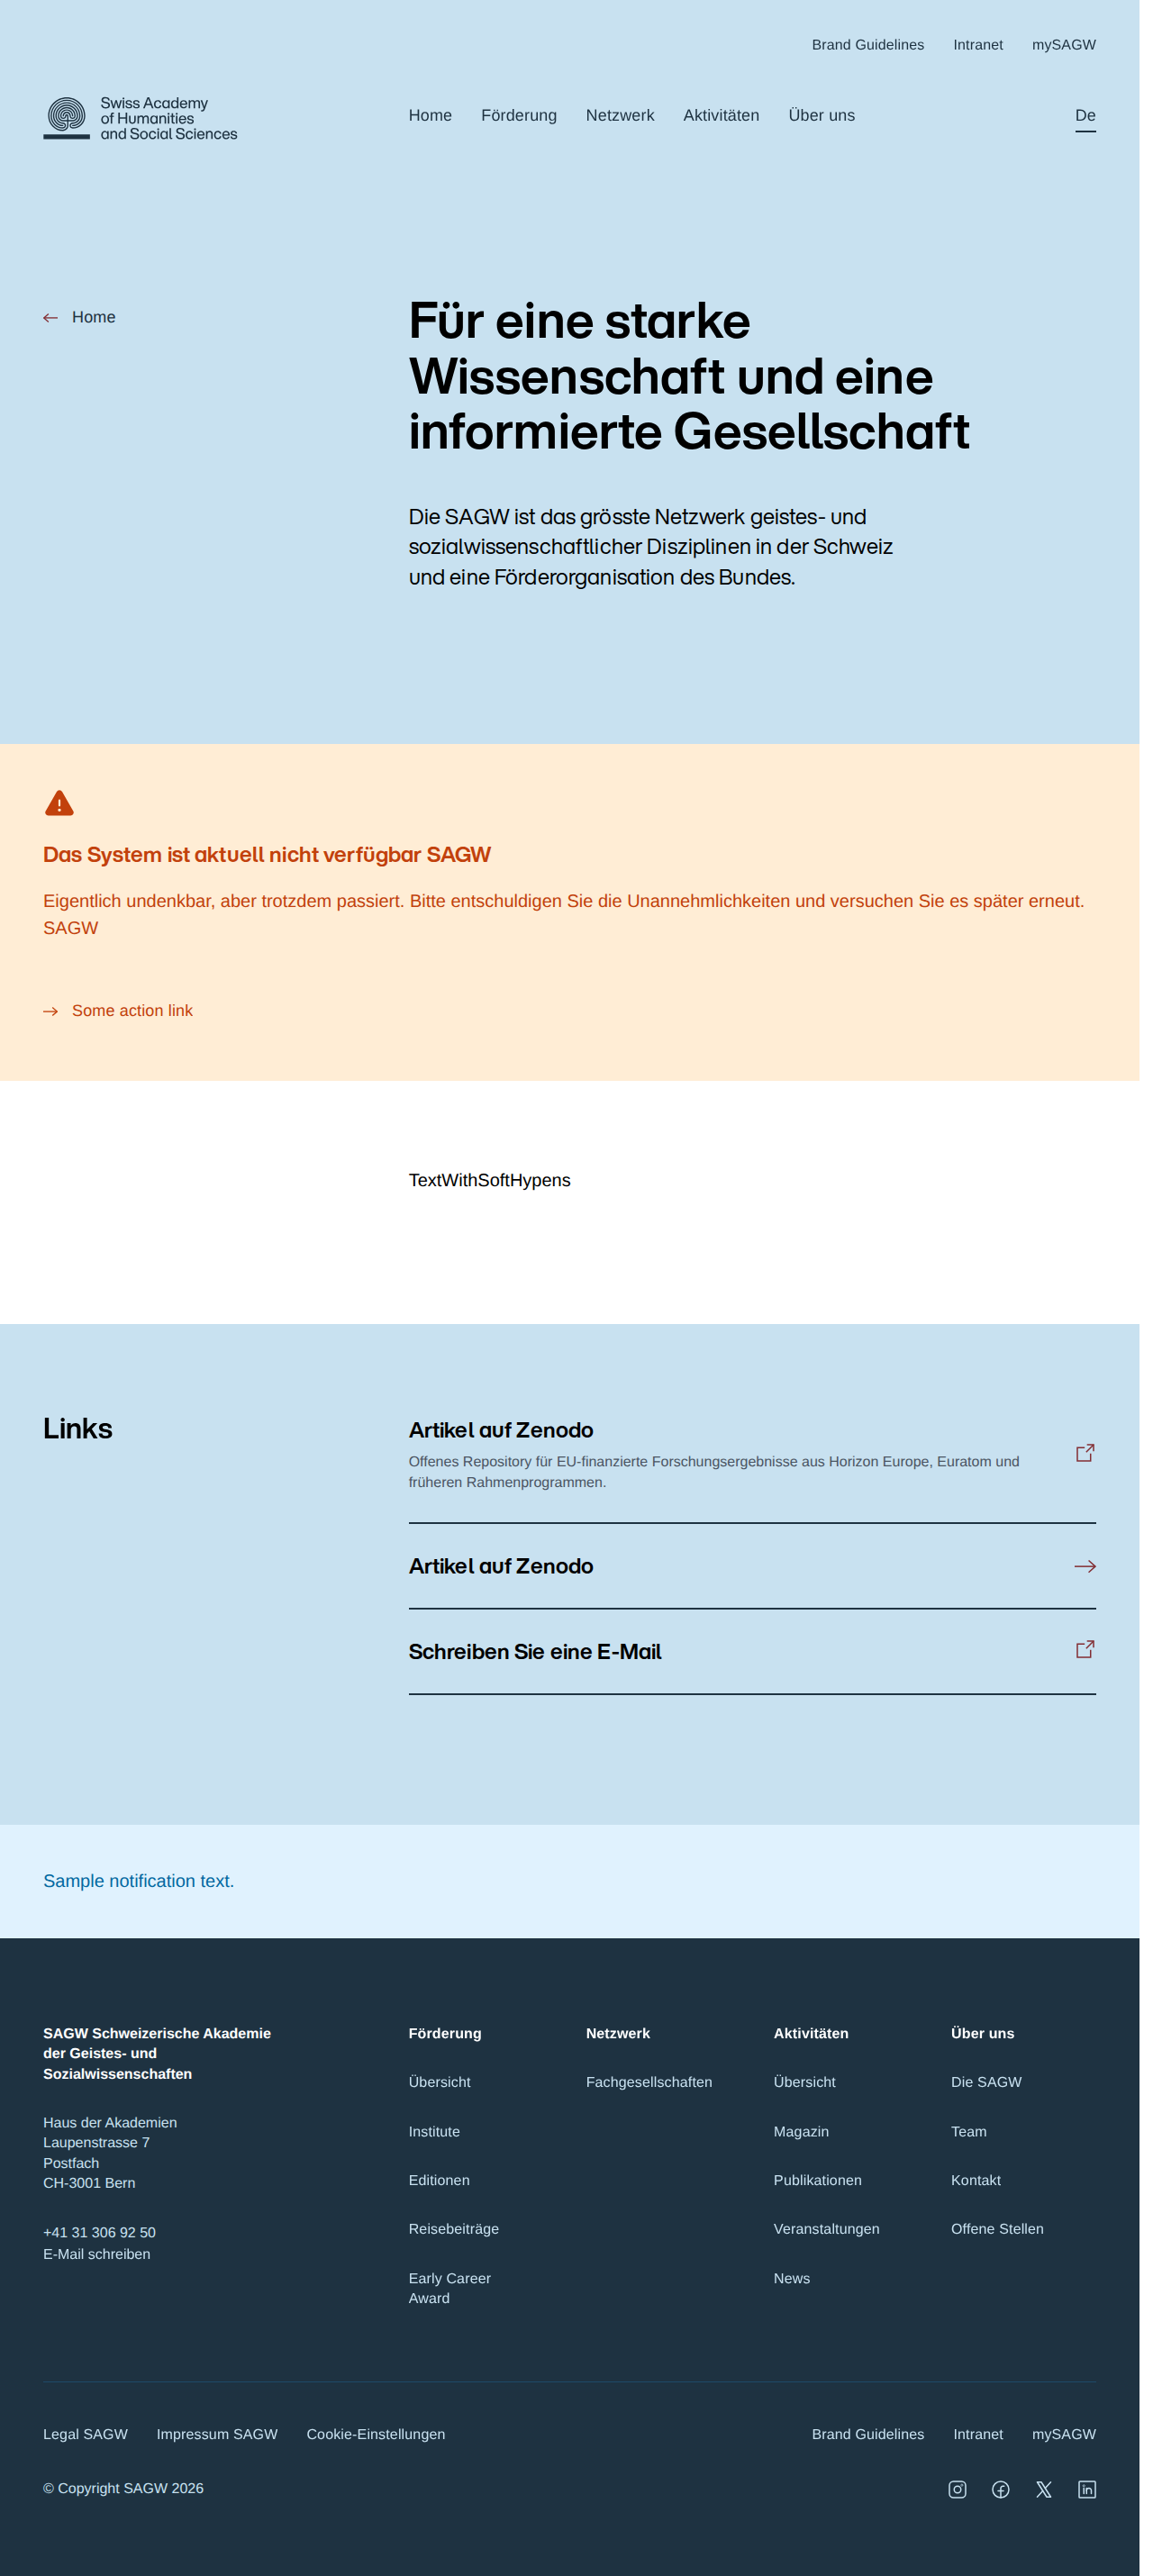 Brand Guidelines Intranet mySAGW
Swiss Academy
of Humanities
and Social Sciences
Home Förderung Netzwerk Aktivitäten Über uns De
Home
Für eine starke
Wissenschaft und eine
informierte Gesellschaft
Die SAGW ist das grösste Netzwerk geistes- und
sozialwissenschaftlicher Disziplinen in der Schweiz
und eine Förderorganisation des Bundes.
Das System ist aktuell nicht verfügbar SAGW
Eigentlich undenkbar, aber trotzdem passiert. Bitte entschuldigen Sie die Unannehmlichkeiten und versuchen Sie es später erneut.
SAGW
Some action link
TextWithSoftHypens
Links
Artikel auf Zenodo
Offenes Repository für EU-finanzierte Forschungsergebnisse aus Horizon Europe, Euratom und
früheren Rahmenprogrammen.
Artikel auf Zenodo
Schreiben Sie eine E-Mail
Sample notification text.
SAGW Schweizerische Akademie
der Geistes- und
Sozialwissenschaften
Haus der Akademien
Laupenstrasse 7
Postfach
CH-3001 Bern
+41 31 306 92 50
E-Mail schreiben
Förderung
Übersicht
Institute
Editionen
Reisebeiträge
Early Career
Award
Netzwerk
Fachgesellschaften
Aktivitäten
Übersicht
Magazin
Publikationen
Veranstaltungen
News
Über uns
Die SAGW
Team
Kontakt
Offene Stellen
Legal SAGW Impressum SAGW Cookie-Einstellungen
Brand Guidelines Intranet mySAGW
© Copyright SAGW 2026